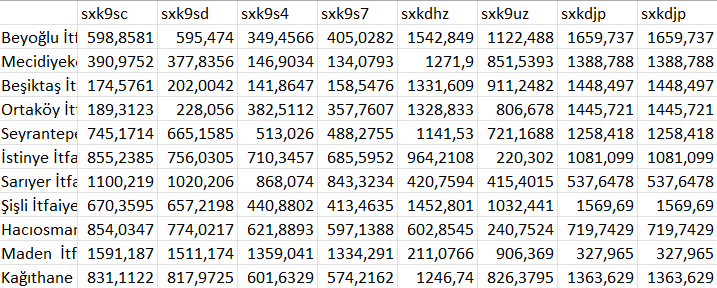 sxk9sc sxk9sd sxk9s4 sxk9s7 sxkdhz sxk9uz sxkdjp sxkdjp
Beyoğlu İtf 598,8581 595,474 349,4566 405,0282 1542,849 1122,488 1659,737 1659,737
Mecidiyek 390,9752 377,8356 146,9034 134,0793 1271,9 851,5393 1388,788 1388,788
Beşiktaş İt 174,5761 202,0042 141,8647 158,5476 1331,609 911,2482 1448,497 1448,497
Ortaköy İt 189,3123 228,056 382,5112 357,7607 1328,833 806,678 1445,721 1445,721
Seyrantepe 745,1714 665,1585 513,026 488,2755 1141,53 721,1688 1258,418 1258,418
İstinye İtfa 855,2385 756,0305 710,3457 685,5952 964,2108 220,302 1081,099 1081,099
Sarıyer İtfa 1100,219 1020,206 868,074 843,3234 420,7594 415,4015 537,6478 537,6478
Şişli İtfaiye 670,3595 657,2198 440,8802 413,4635 1452,801 1032,441 1569,69 1569,69
Hacıosman 854,0347 774,0217 621,8893 597,1388 602,8545 240,7524 719,7429 719,7429
Maden İtf 1591,187 1511,174 1359,041 1334,291 211,0766 906,369 327,965 327,965
Kağıthane 831,1122 817,9725 601,6329 574,2162 1246,74 826,3795 1363,629 1363,629